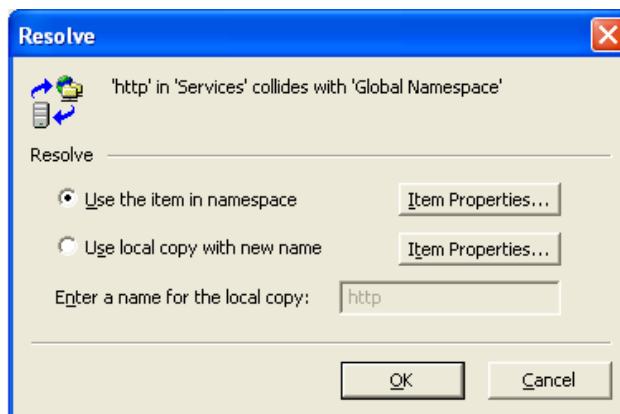 Resolve
'http' in 'Services' collides with 'Global Namespace'
Resolve
Use the item in namespace Item Properties...
Use local copy with new name Item Properties...
Enter a name for the local copy: http
OK Cancel